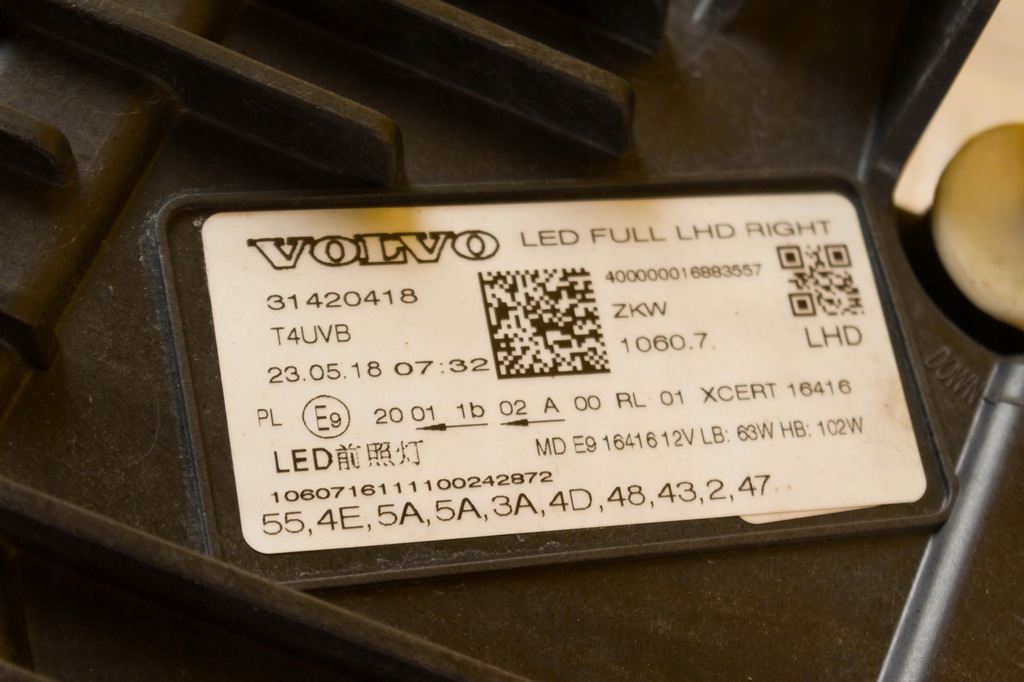 VOLVO LED FULL LHD RIGHT
31420418 400000016883557
T4UVB ZKW
23.05.18 07:32 1060.7. LHD
PL E9 20 01 1b 02 A 00 RL 01 XCERT 16416
LED前照灯 MD E9 16416 12V LB: 63W HB: 102W
1060716111100242872
55,4E,5A,5A,3A,4D,48,43,2,47
DOWN